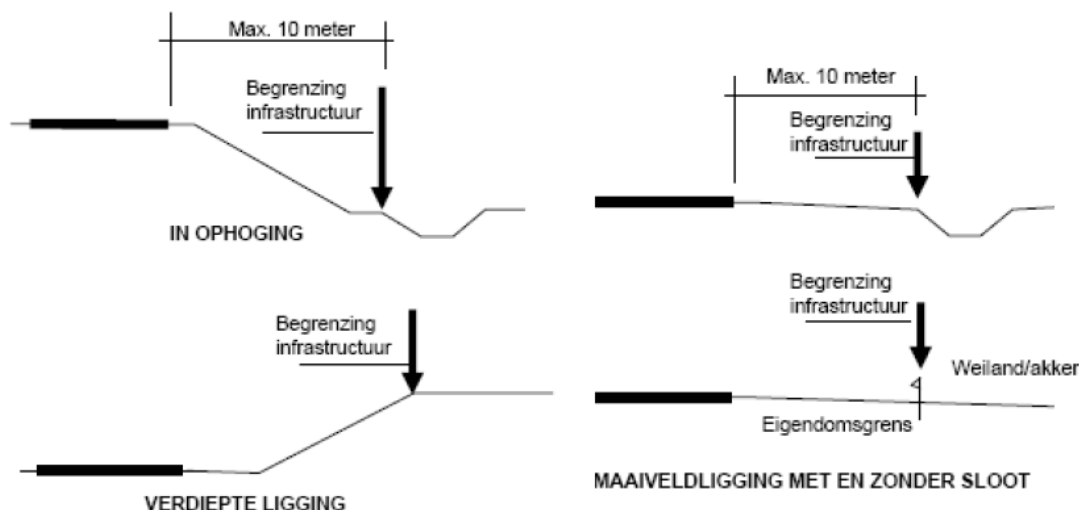 Max. 10 meter
Begrenzing
infrastructuur
IN OPHOGING
Max. 10 meter
Begrenzing
infrastructuur
Begrenzing
infrastructuur
VERDIEPTE LIGGING
Begrenzing
infrastructuur
Weiland/akker
Eigendomsgrens
MAAIVELDLIGGING MET EN ZONDER SLOOT